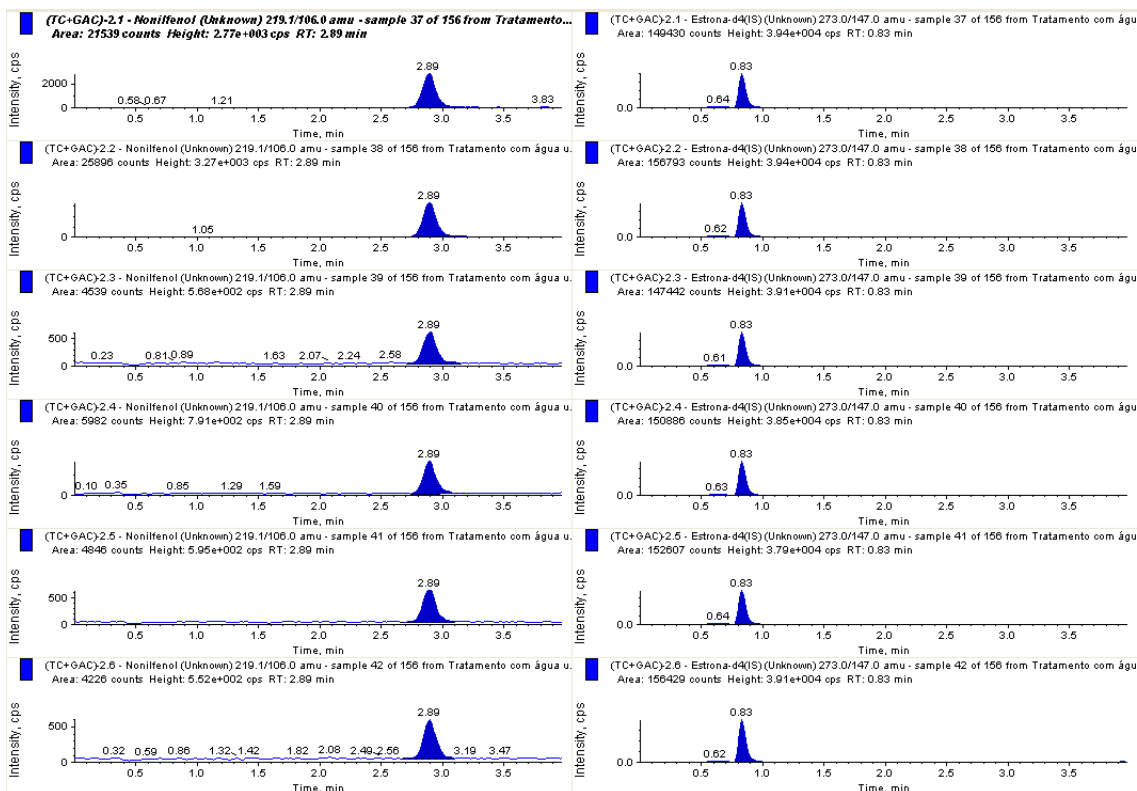 (TC+GAC)-2.1 - Nonilfenol (Unknown) 219.1/106.0 amu - sample 37 of 156 from Tratamento...
Area: 21539 counts Height: 2.77e+003 cps RT: 2.89 min
Intensity, cps
2000
0
0.58
0.67
1.21
2.89
3.83
0.5 1.0 1.5 2.0 2.5 3.0 3.5
Time, min
(TC+GAC)-2.1 - Estrona-d4(IS) (Unknown) 273.0/147.0 amu - sample 37 of 156 from Tratamento com águ
Area: 149430 counts Height: 3.94e+004 cps RT: 0.83 min
Intensity, cps
0.0
0.64
0.83
0.5 1.0 1.5 2.0 2.5 3.0 3.5
Time, min
(TC+GAC)-2.2 - Nonilfenol (Unknown) 219.1/106.0 amu - sample 38 of 156 from Tratamento com água u...
Area: 25896 counts Height: 3.27e+003 cps RT: 2.89 min
Intensity, cps
0
1.05
2.89
0.5 1.0 1.5 2.0 2.5 3.0 3.5
Time, min
(TC+GAC)-2.2 - Estrona-d4(IS) (Unknown) 273.0/147.0 amu - sample 38 of 156 from Tratamento com águ
Area: 156793 counts Height: 3.94e+004 cps RT: 0.83 min
Intensity, cps
0.0
0.62
0.83
0.5 1.0 1.5 2.0 2.5 3.0 3.5
Time, min
(TC+GAC)-2.3 - Nonilfenol (Unknown) 219.1/106.0 amu - sample 39 of 156 from Tratamento com água u...
Area: 4539 counts Height: 5.68e+002 cps RT: 2.89 min
Intensity, cps
500
0
0.23
0.81
0.89
1.63
2.07
2.24
2.58
2.89
0.5 1.0 1.5 2.0 2.5 3.0 3.5
Time, min
(TC+GAC)-2.3 - Estrona-d4(IS) (Unknown) 273.0/147.0 amu - sample 39 of 156 from Tratamento com águ
Area: 147442 counts Height: 3.91e+004 cps RT: 0.83 min
Intensity, cps
0.0
0.61
0.83
0.5 1.0 1.5 2.0 2.5 3.0 3.5
Time, min
(TC+GAC)-2.4 - Nonilfenol (Unknown) 219.1/106.0 amu - sample 40 of 156 from Tratamento com água u...
Area: 5982 counts Height: 7.91e+002 cps RT: 2.89 min
Intensity, cps
0
0.10
0.35
0.85
1.29
1.59
2.89
0.5 1.0 1.5 2.0 2.5 3.0 3.5
Time, min
(TC+GAC)-2.4 - Estrona-d4(IS) (Unknown) 273.0/147.0 amu - sample 40 of 156 from Tratamento com águ
Area: 150886 counts Height: 3.85e+004 cps RT: 0.83 min
Intensity, cps
0.0
0.63
0.83
0.5 1.0 1.5 2.0 2.5 3.0 3.5
Time, min
(TC+GAC)-2.5 - Nonilfenol (Unknown) 219.1/106.0 amu - sample 41 of 156 from Tratamento com água u...
Area: 4846 counts Height: 5.95e+002 cps RT: 2.89 min
Intensity, cps
500
0
2.89
0.5 1.0 1.5 2.0 2.5 3.0 3.5
Time, min
(TC+GAC)-2.5 - Estrona-d4(IS) (Unknown) 273.0/147.0 amu - sample 41 of 156 from Tratamento com águ
Area: 152607 counts Height: 3.79e+004 cps RT: 0.83 min
Intensity, cps
0.0
0.64
0.83
0.5 1.0 1.5 2.0 2.5 3.0 3.5
Time, min
(TC+GAC)-2.6 - Nonilfenol (Unknown) 219.1/106.0 amu - sample 42 of 156 from Tratamento com água u...
Area: 4226 counts Height: 5.52e+002 cps RT: 2.89 min
Intensity, cps
500
0
0.32
0.59
0.86
1.32
1.42
1.82
2.08
2.49
2.56
2.89
3.19
3.47
0.5 1.0 1.5 2.0 2.5 3.0 3.5
Time, min
(TC+GAC)-2.6 - Estrona-d4(IS) (Unknown) 273.0/147.0 amu - sample 42 of 156 from Tratamento com águ
Area: 156429 counts Height: 3.91e+004 cps RT: 0.83 min
Intensity, cps
0.0
0.62
0.83
0.5 1.0 1.5 2.0 2.5 3.0 3.5
Time, min